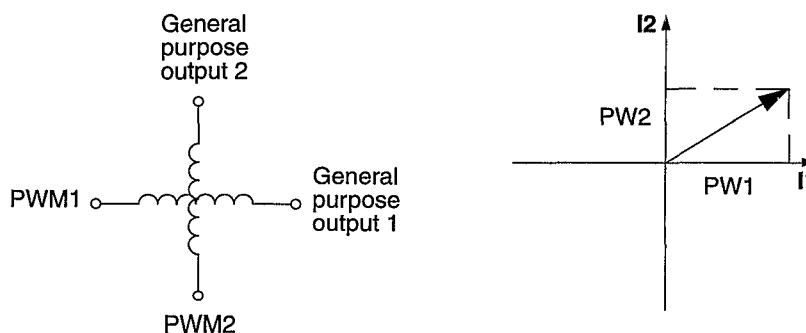 General
purpose
output 2
PWM1
General
purpose
output 1
PWM2
I2
PW2
PW1
I